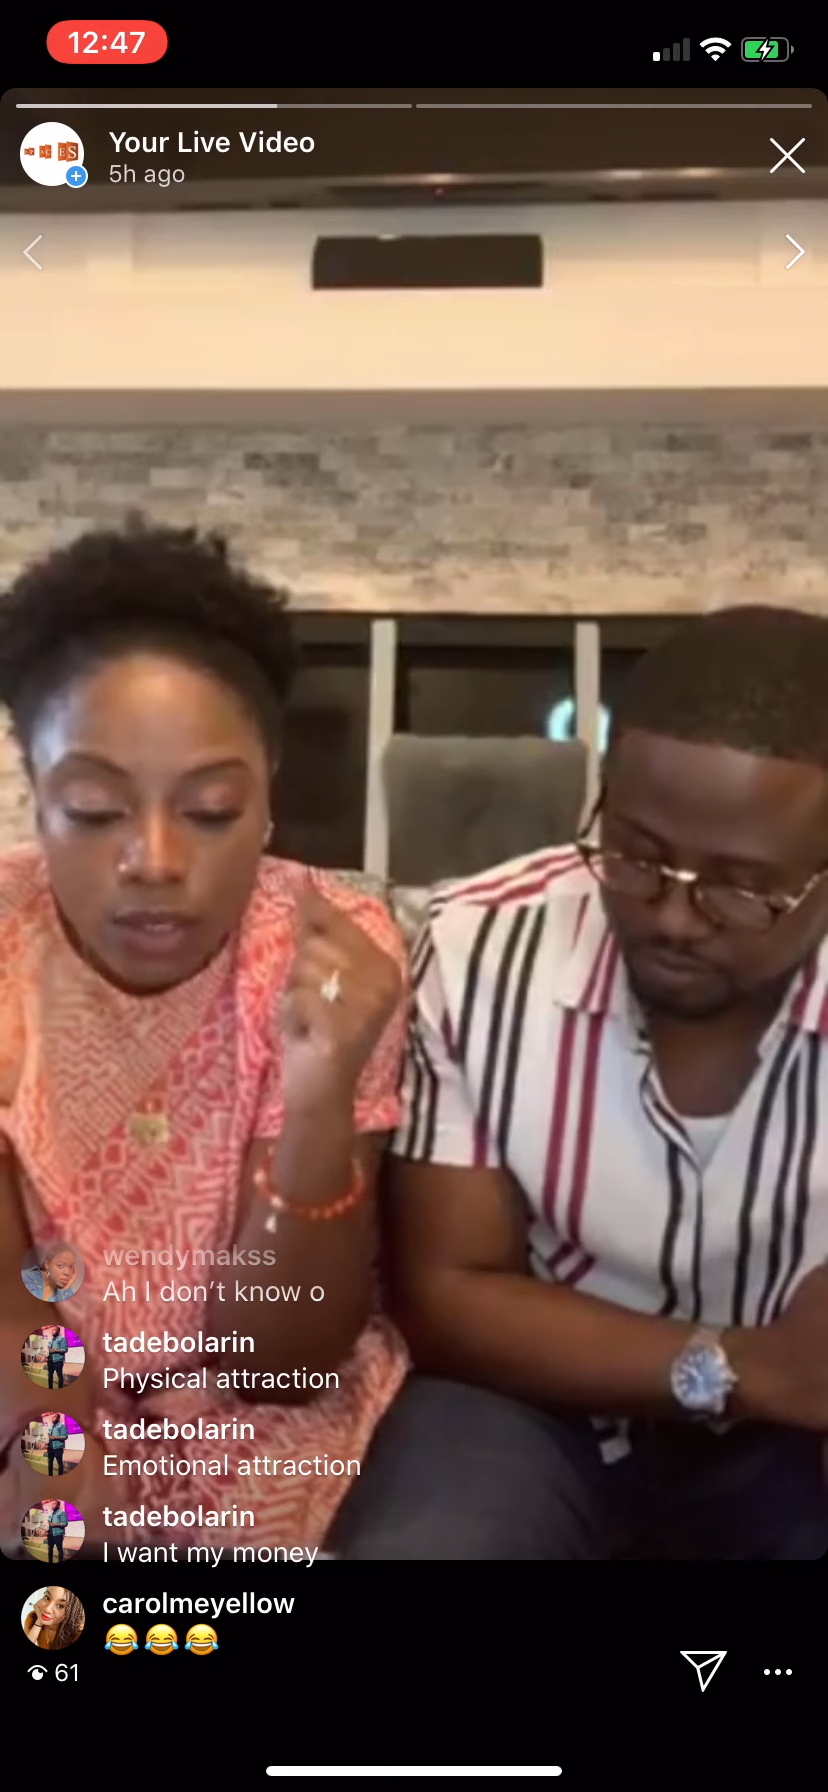 12:47
Your Live Video
5h ago
wendymakss
Ah I don't know o
tadebolarin
Physical attraction
tadebolarin
Emotional attraction
tadebolarin
I want my money
carolmeyellow
😂😂😂
61